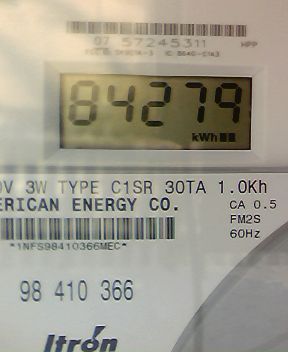 07 57245311 HPP
84279
kWh
0V 3W TYPE C1SR 30TA 1.0Kh
ERICAN ENERGY CO. CA 0.5
FM2S
*1NFS98410366MEC* 60Hz
98 410 366
Itron